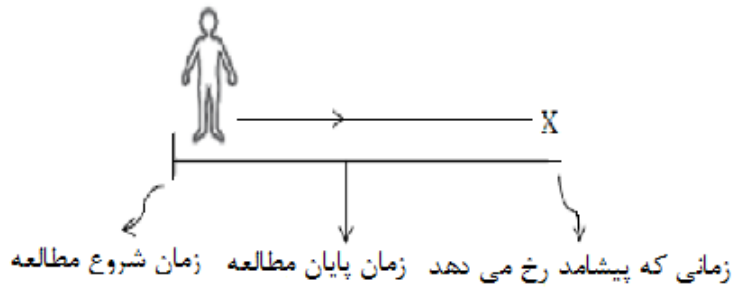 X
زمانی که پیشامد رخ می دهد
زمان پایان مطالعه
زمان شروع مطالعه